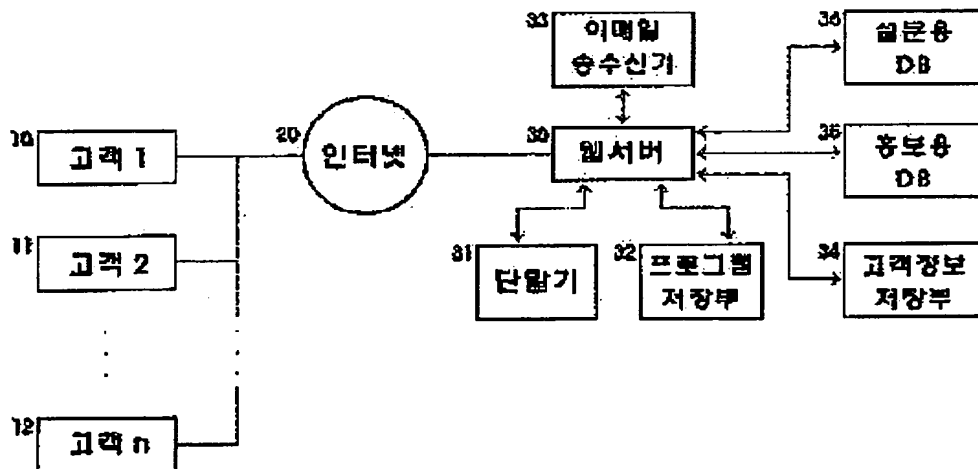 33
이메일
송수신기
36
설문용
DB
10
고객 1
20
인터넷
30
웹서버
35
홍보용
DB
11
고객 2
31
단말기
32
프로그램
저장부
34
고객정보
저장부
12
고객 n